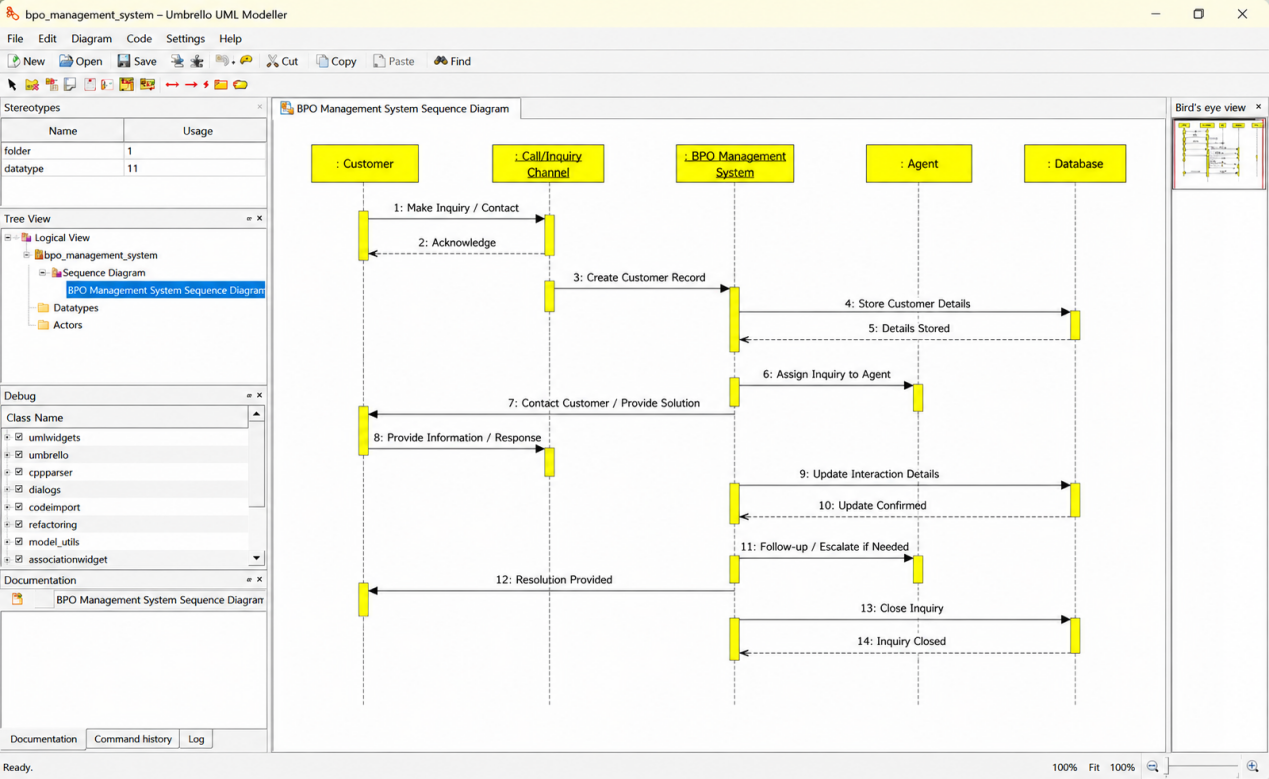 bpo_management_system – Umbrello UML Modeller
File Edit Diagram Code Settings Help
New Open Save Cut Copy Paste Find
Stereotypes
Name Usage
folder 1
datatype 11
Tree View
Logical View
bpo_management_system
Sequence Diagram
BPO Management System Sequence Diagram
Datatypes
Actors
Debug
Class Name
umlwidgets
umbrello
cppparser
dialogs
codeimport
refactoring
model_utils
associationwidget
Documentation
BPO Management System Sequence Diagram
Documentation Command history Log
BPO Management System Sequence Diagram
: Customer
: Call/Inquiry
Channel
: BPO Management
System
: Agent
: Database
1: Make Inquiry / Contact
2: Acknowledge
3: Create Customer Record
4: Store Customer Details
5: Details Stored
6: Assign Inquiry to Agent
7: Contact Customer / Provide Solution
8: Provide Information / Response
9: Update Interaction Details
10: Update Confirmed
11: Follow-up / Escalate if Needed
12: Resolution Provided
13: Close Inquiry
14: Inquiry Closed
Bird's eye view
Ready.
100% Fit 100%